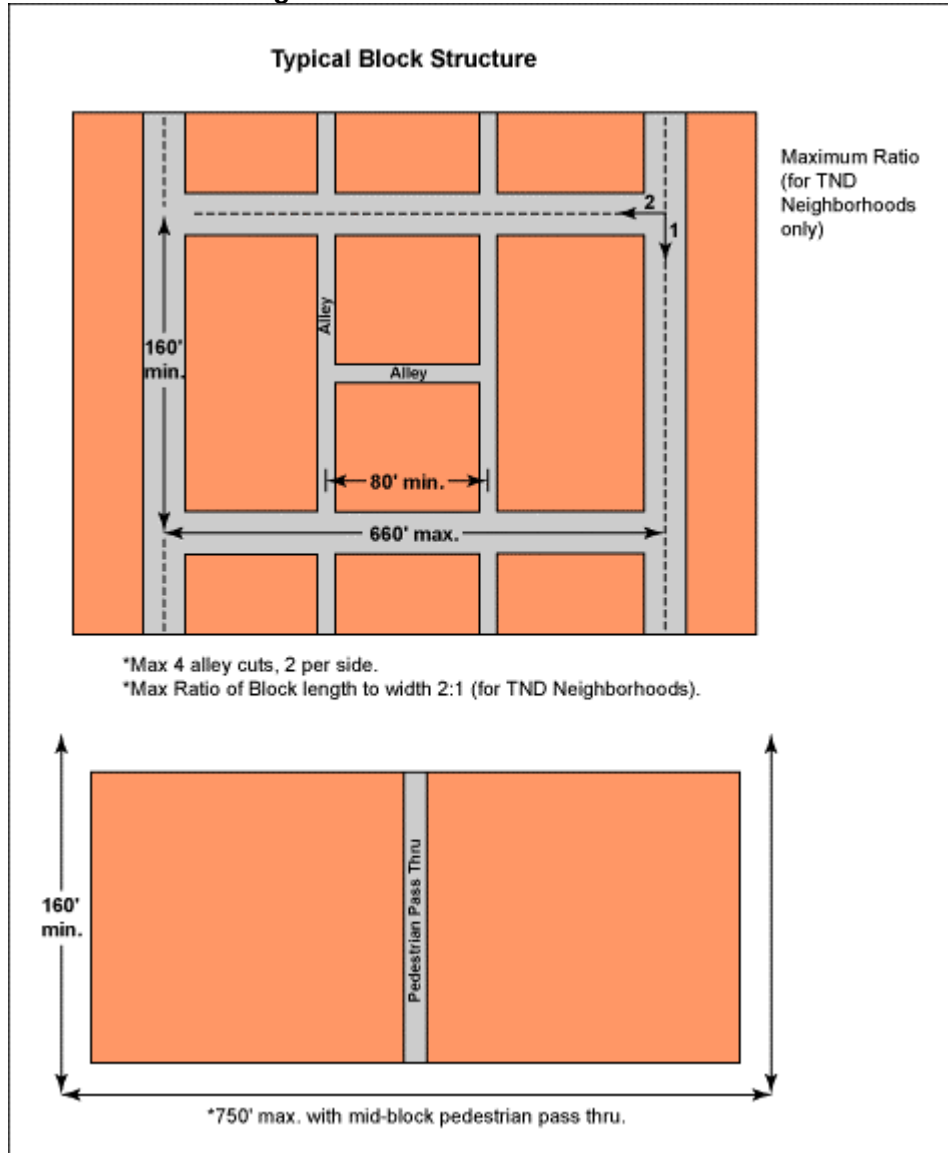 Typical Block Structure
Maximum Ratio
(for TND
Neighborhoods
only)
2
1
Alley
160'
min.
Alley
80' min.
660' max.
*Max 4 alley cuts, 2 per side.
*Max Ratio of Block length to width 2:1 (for TND Neighborhoods).
Pedestrian Pass Thru
160'
min.
*750' max. with mid-block pedestrian pass thru.